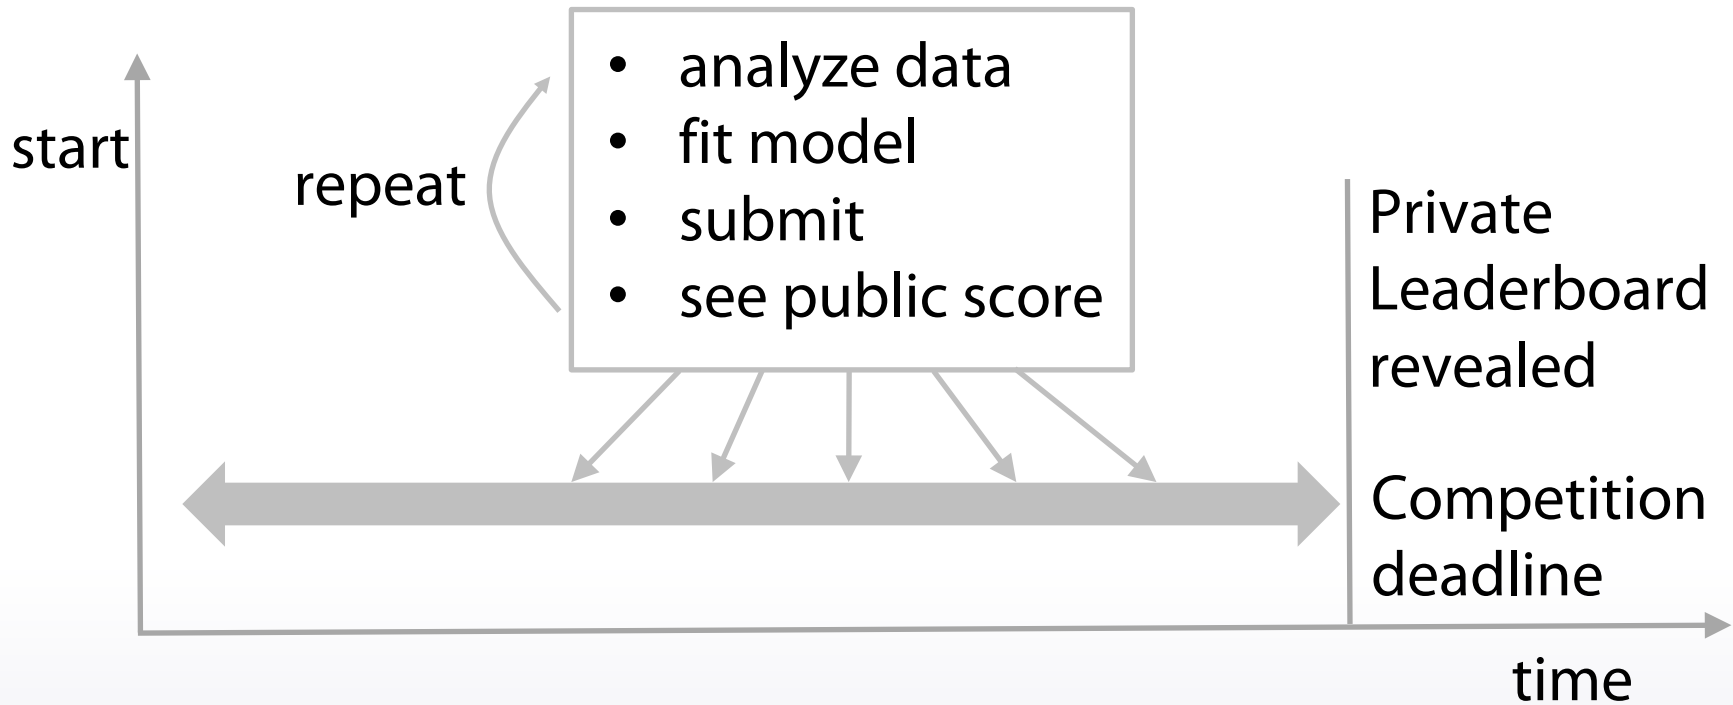 start
repeat
• analyze data
• fit model
• submit
• see public score
Private
Leaderboard
revealed
Competition
deadline
time